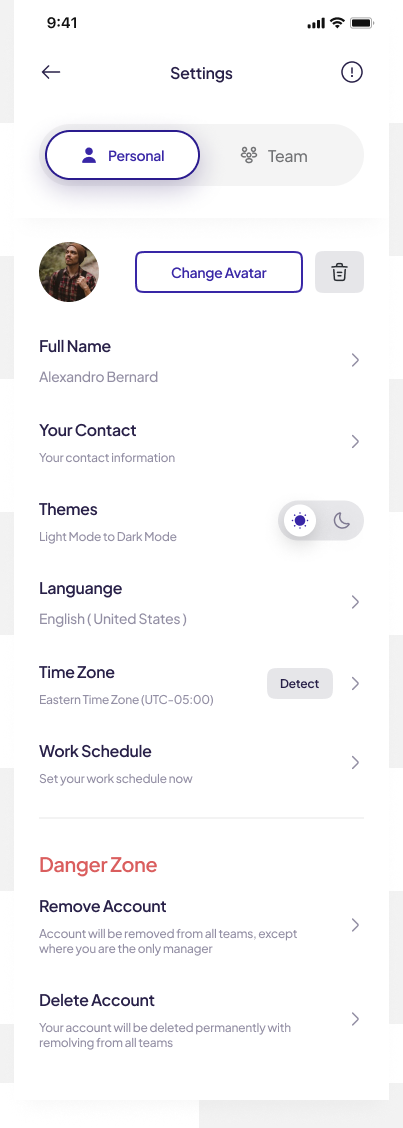 9:41
Settings
Personal
Team
Change Avatar
Full Name
Alexandro Bernard
Your Contact
Your contact information
Themes
Light Mode to Dark Mode
Languange
English ( United States )
Time Zone
Eastern Time Zone (UTC-05:00)
Detect
Work Schedule
Set your work schedule now
Danger Zone
Remove Account
Account will be removed from all teams, except
where you are the only manager
Delete Account
Your account will be deleted permanently with
remolving from all teams